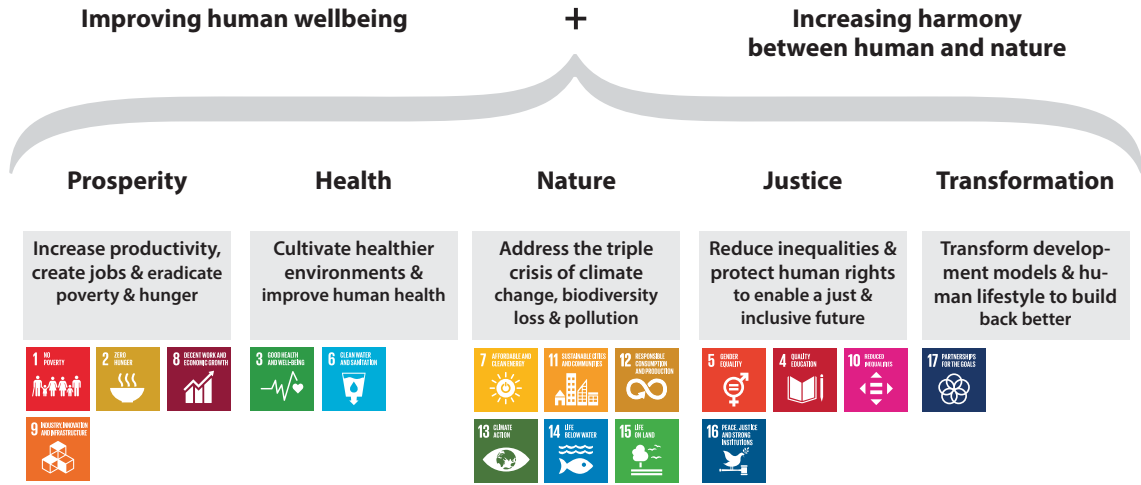 Improving human wellbeing
+
Increasing harmony
between human and nature
Prosperity
Health
Nature
Justice
Transformation
Increase productivity,
create jobs & eradicate
poverty & hunger
Cultivate healthier
environments &
improve human health
Address the triple
crisis of climate
change, biodiversity
loss & pollution
Reduce inequalities &
protect human rights
to enable a just &
inclusive future
Transform develop-
ment models & hu-
man lifestyle to build
back better
1 NO
POVERTY
2 ZERO
HUNGER
8 DECENT WORK AND
ECONOMIC GROWTH
9 INDUSTRY, INNOVATION
AND INFRASTRUCTURE
3 GOOD HEALTH
AND WELL-BEING
6 CLEAN WATER
AND SANITATION
7 AFFORDABLE AND
CLEAN ENERGY
11 SUSTAINABLE CITIES
AND COMMUNITIES
12 RESPONSIBLE
CONSUMPTION
AND PRODUCTION
13 CLIMATE
ACTION
14 LIFE
BELOW WATER
15 LIFE
ON LAND
5 GENDER
EQUALITY
4 QUALITY
EDUCATION
10 REDUCED
INEQUALITIES
16 PEACE, JUSTICE
AND STRONG
INSTITUTIONS
17 PARTNERSHIPS
FOR THE GOALS